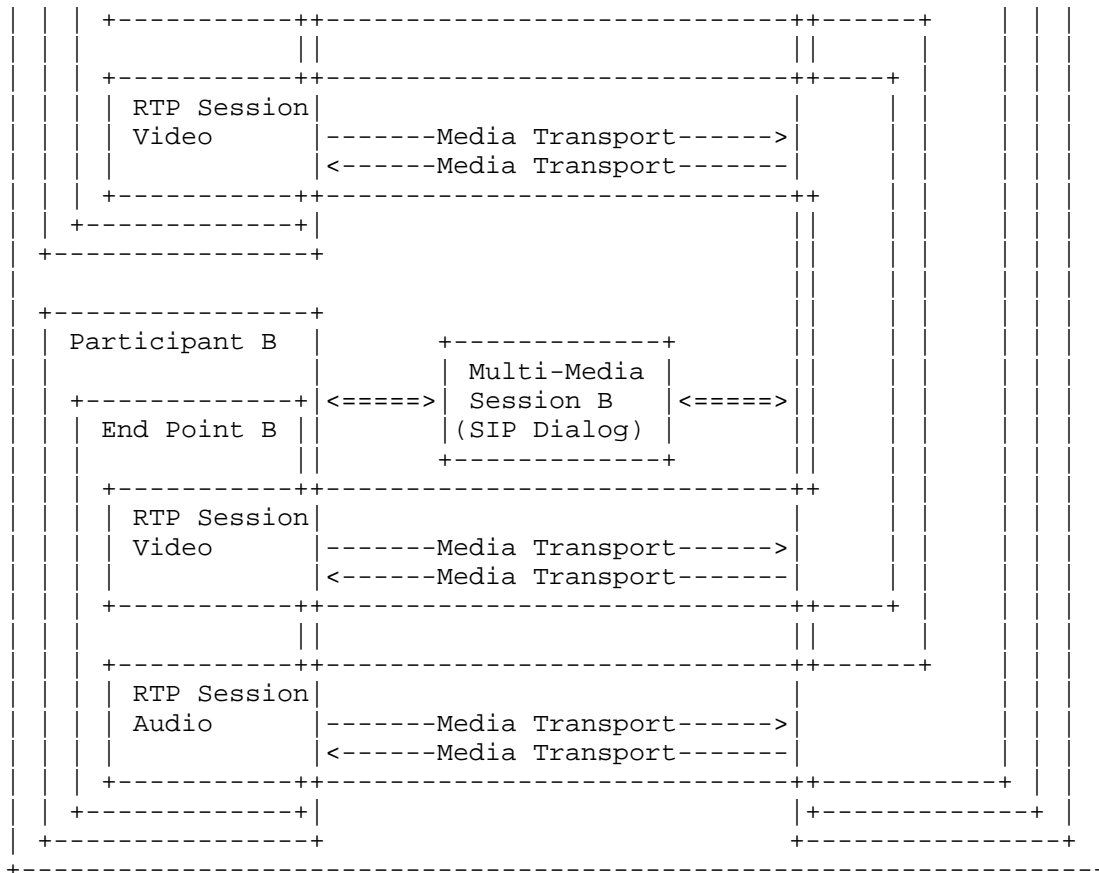 RTP Session
Video
-------Media Transport------>
<------Media Transport-------
Participant B
Multi-Media
<=====> Session B <=====>
End Point B
(SIP Dialog)
RTP Session
Video
-------Media Transport------>
<------Media Transport-------
RTP Session
Audio
-------Media Transport------>
<------Media Transport-------